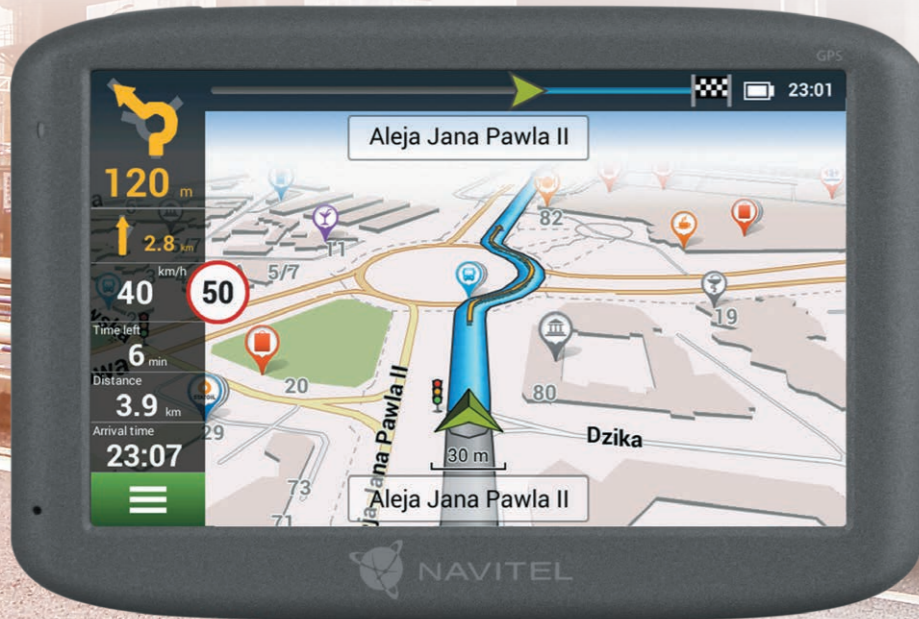 GPS
23:01
Aleja Jana Pawla II
120 m
2.8 km
km/h
40
50
5/7
11
82
19
Time left
6 min
Distance
3.9 km
20
80
Arrival time
29
23:07
Aleja Jana Pawla II
Dzika
30 m
73
71
Aleja Jana Pawla II
NAVITEL